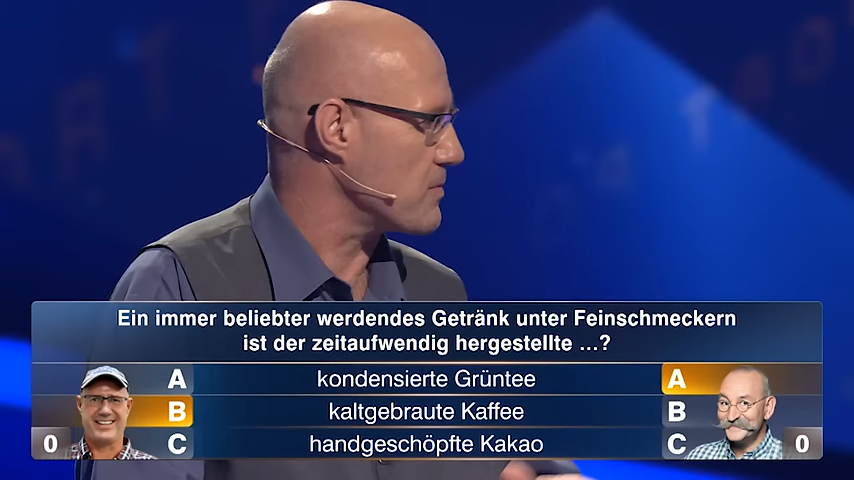 Ein immer beliebter werdendes Getränk unter Feinschmeckern
ist der zeitaufwendig hergestellte ...?
A kondensierte Grüntee A
B kaltgebraute Kaffee B
0 C handgeschöpfte Kakao C 0